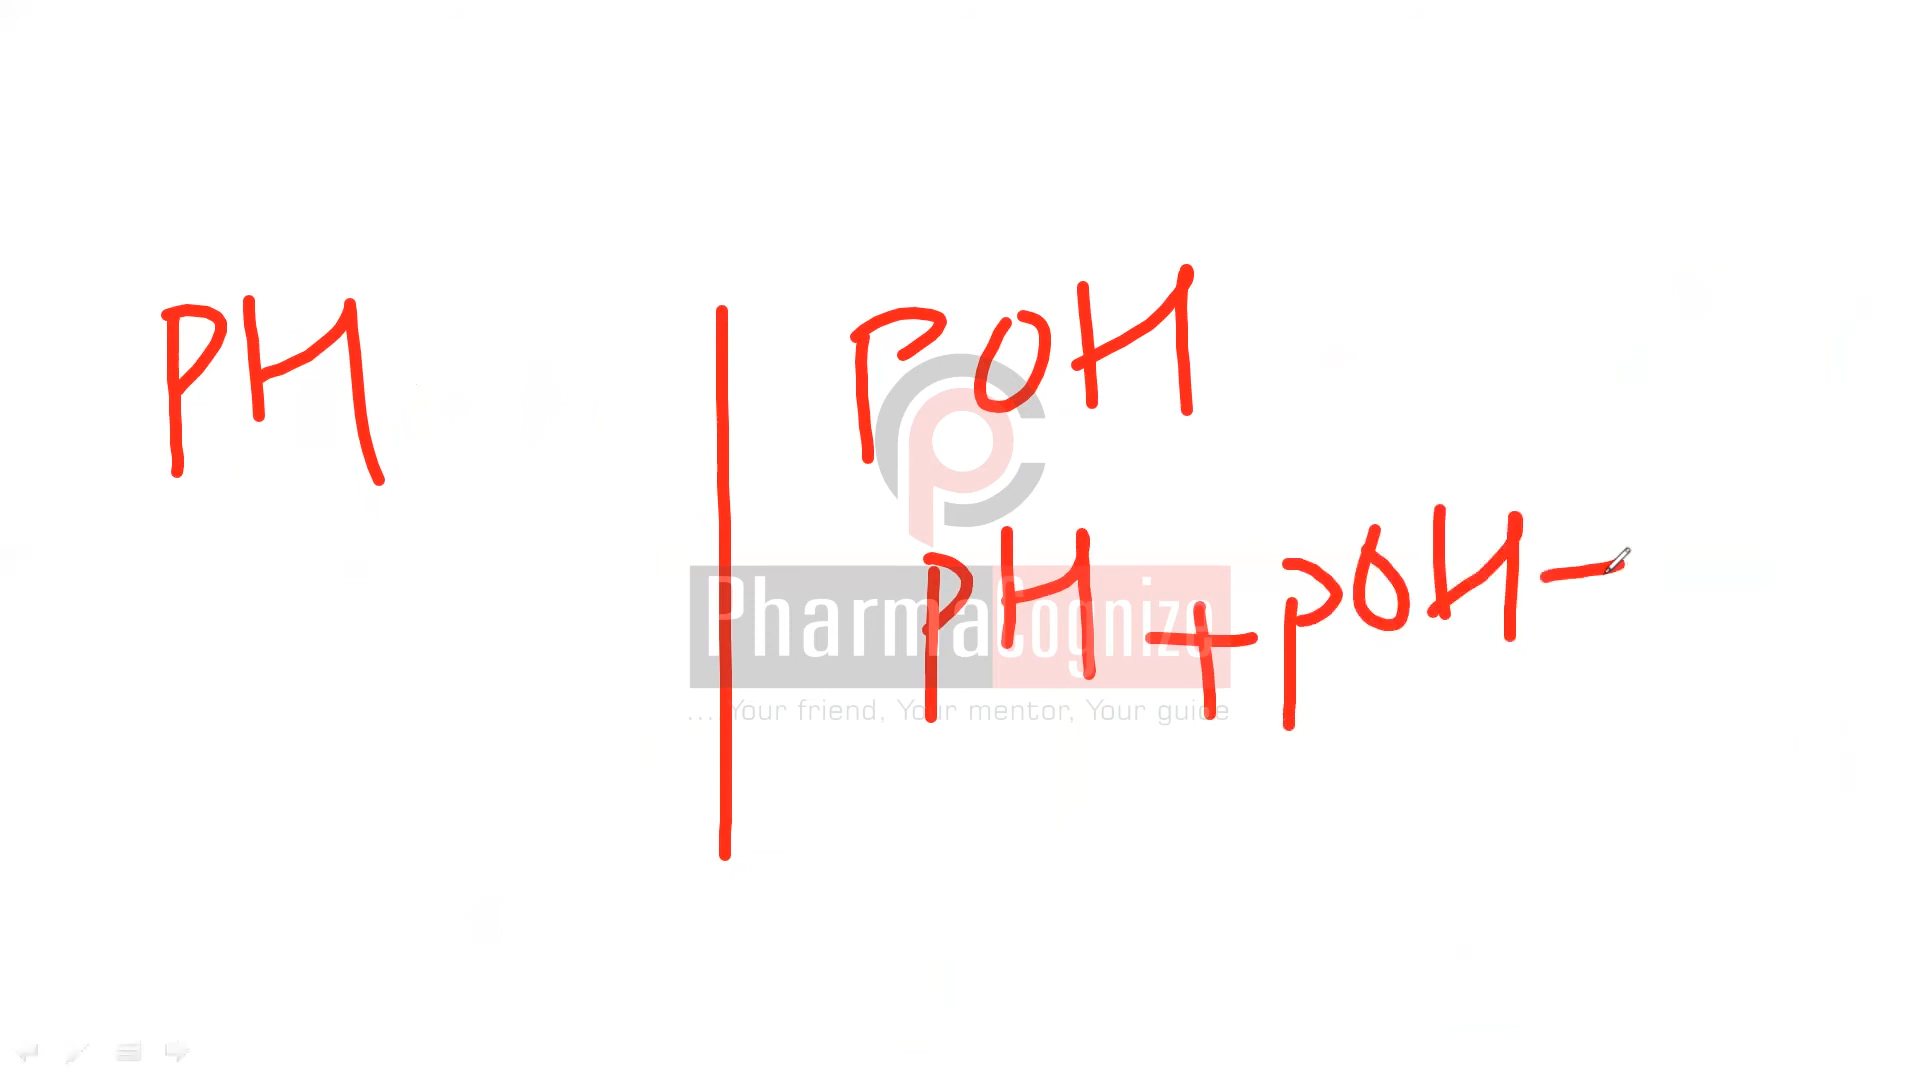 PH
POH
PH + POH -
PharmaCognize
... Your friend, Your mentor, Your guide